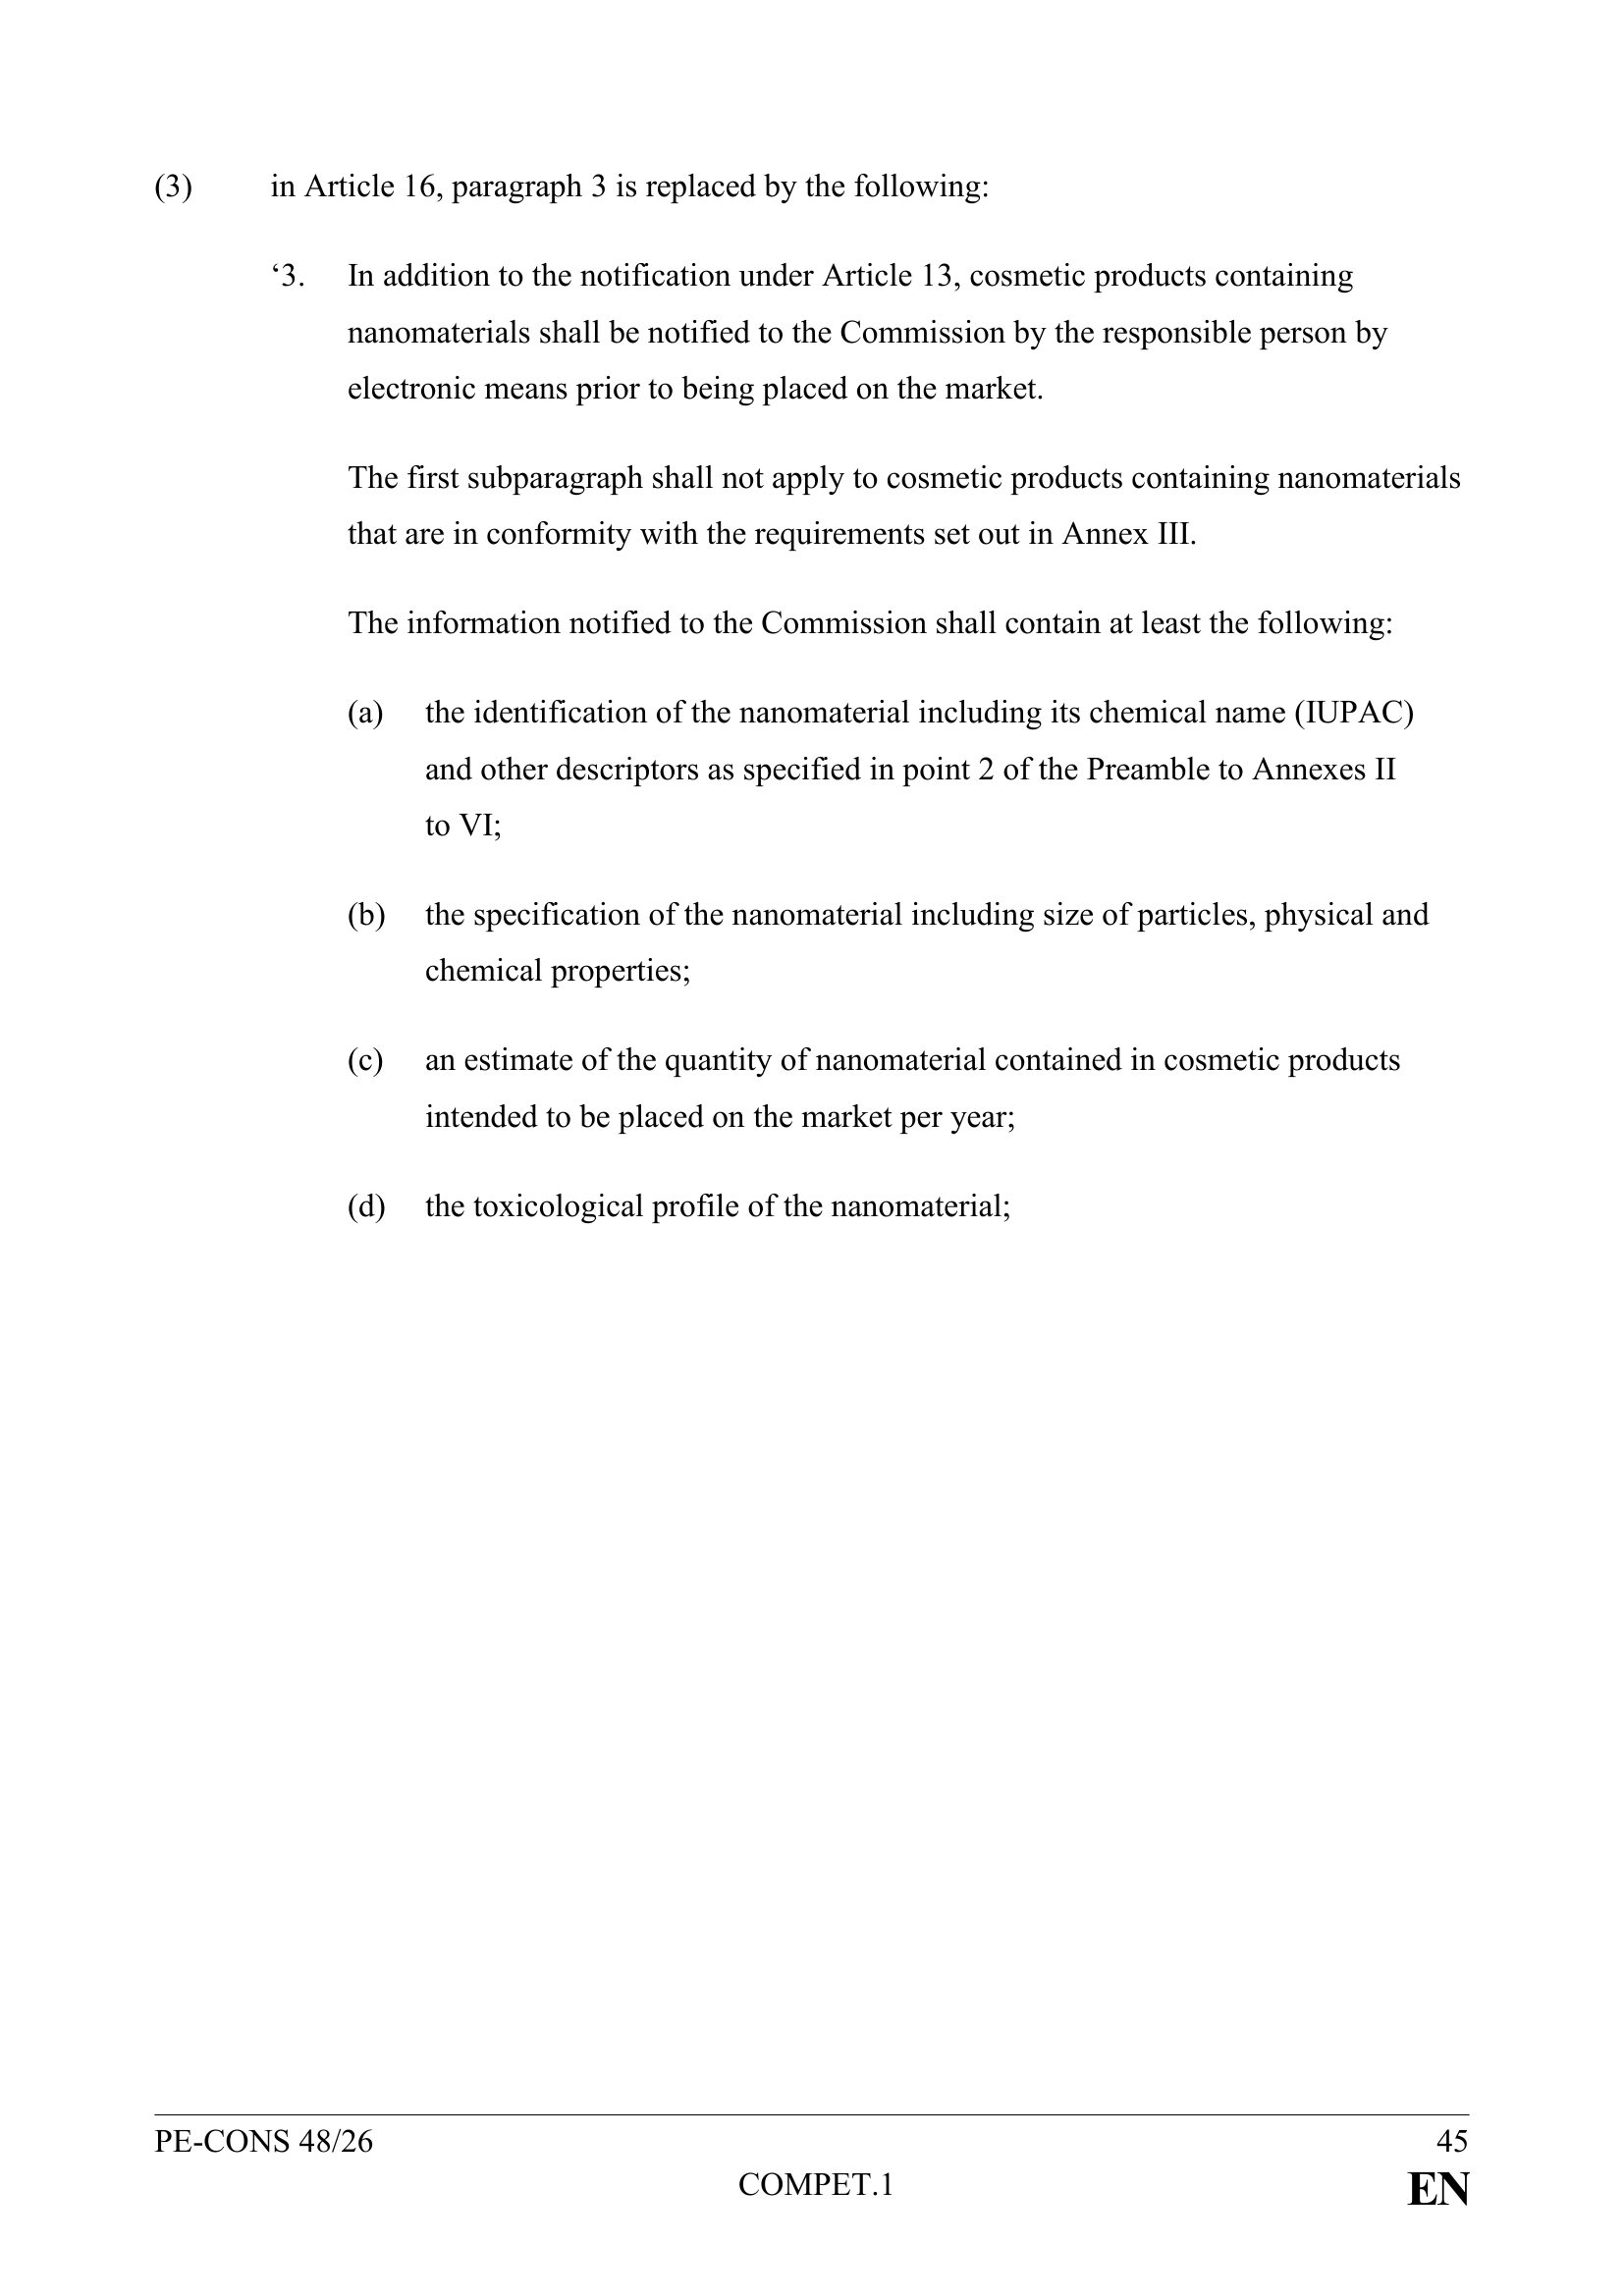 (3) in Article 16, paragraph 3 is replaced by the following:
‘3. In addition to the notification under Article 13, cosmetic products containing
nanomaterials shall be notified to the Commission by the responsible person by
electronic means prior to being placed on the market.
The first subparagraph shall not apply to cosmetic products containing nanomaterials
that are in conformity with the requirements set out in Annex III.
The information notified to the Commission shall contain at least the following:
(a) the identification of the nanomaterial including its chemical name (IUPAC)
and other descriptors as specified in point 2 of the Preamble to Annexes II
to VI;
(b) the specification of the nanomaterial including size of particles, physical and
chemical properties;
(c) an estimate of the quantity of nanomaterial contained in cosmetic products
intended to be placed on the market per year;
(d) the toxicological profile of the nanomaterial;
PE-CONS 48/26 45
COMPET.1 EN